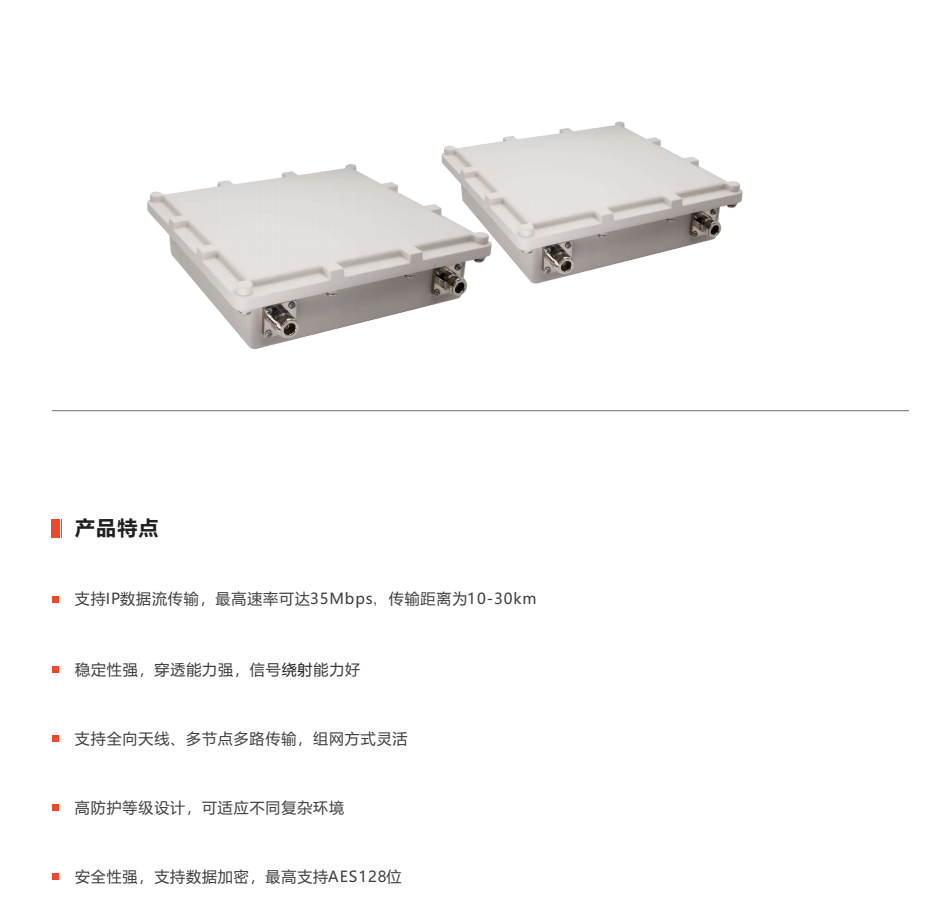 产品特点
支持IP数据流传输，最高速率可达35Mbps，传输距离为10-30km
稳定性强，穿透能力强，信号绕射能力好
支持全向天线、多节点多路传输，组网方式灵活
高防护等级设计，可适应不同复杂环境
安全性强，支持数据加密，最高支持AES128位